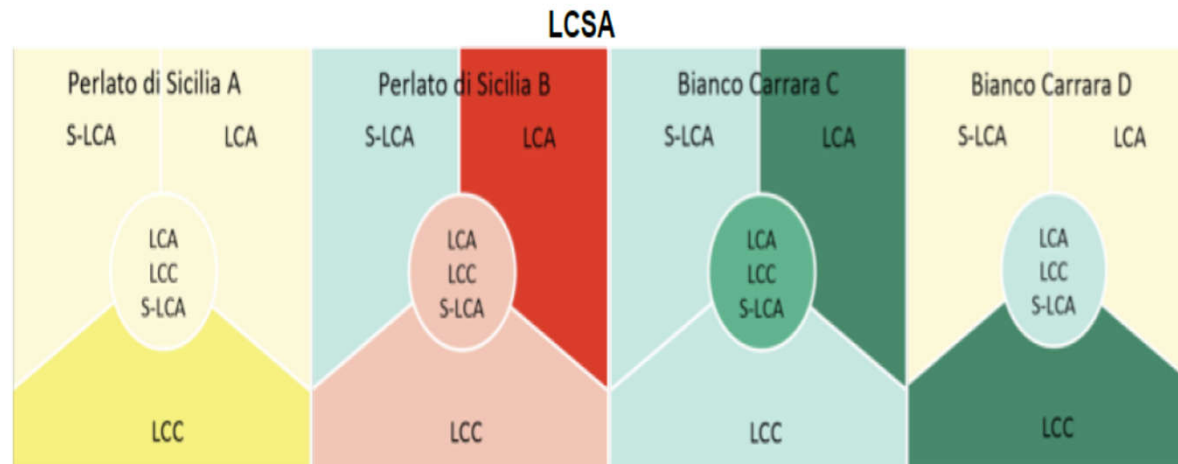 LCSA
Perlato di Sicilia A
S-LCA
LCA
LCA
LCC
S-LCA
LCC
Perlato di Sicilia B
S-LCA
LCA
LCA
LCC
S-LCA
LCC
Bianco Carrara C
S-LCA
LCA
LCA
LCC
S-LCA
LCC
Bianco Carrara D
S-LCA
LCA
LCA
LCC
S-LCA
LCC